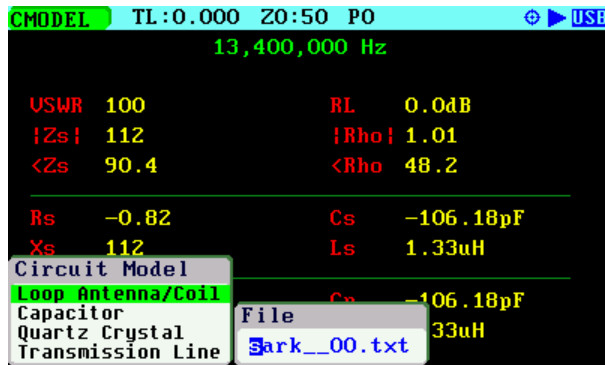 CMODEL TL:0.000 Z0:50 PO USB
13,400,000 Hz
VSWR 100 RL 0.0dB
|Zs| 112 |Rho| 1.01
<Zs 90.4 <Rho 48.2
Rs -0.82 Cs -106.18pF
Xs 112 Ls 1.33uH
Circuit Model
Loop Antenna/Coil
Capacitor
Quartz Crystal
Transmission Line
Cp -106.18pF
33uH
File
Sark__00.txt